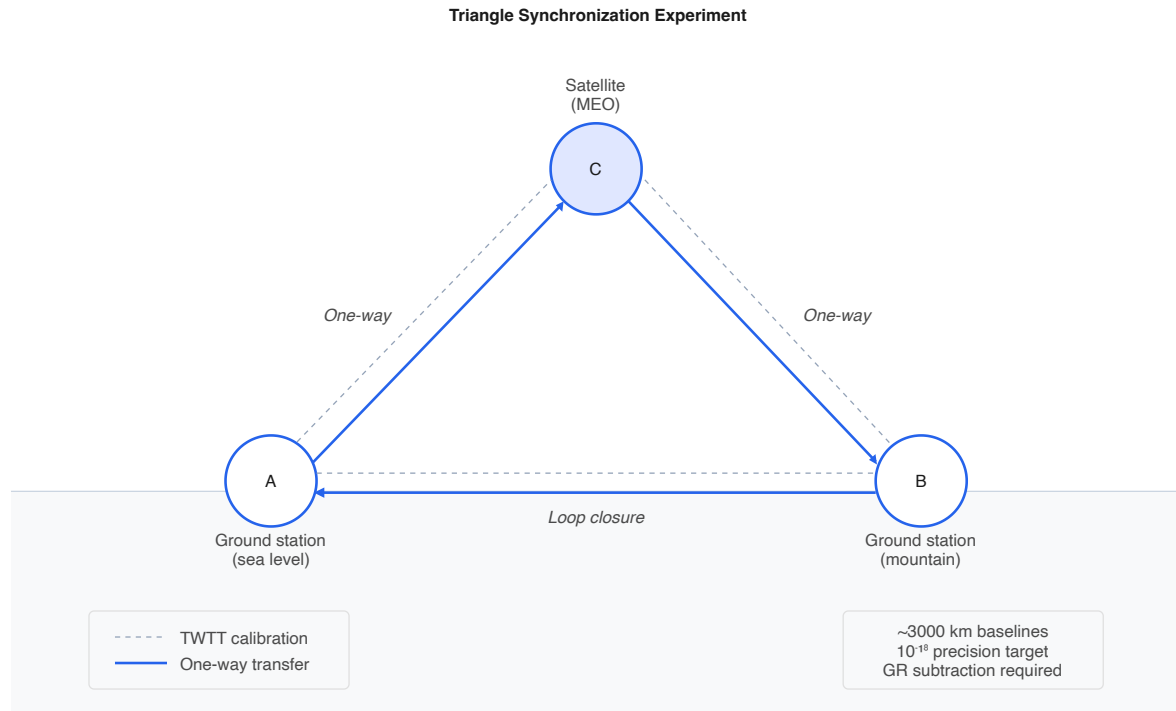 Triangle Synchronization Experiment
Satellite
(MEO)
C
One-way
One-way
A
B
Loop closure
Ground station
(sea level)
Ground station
(mountain)
TWTT calibration
One-way transfer
~3000 km baselines
10⁻¹⁸ precision target
GR subtraction required